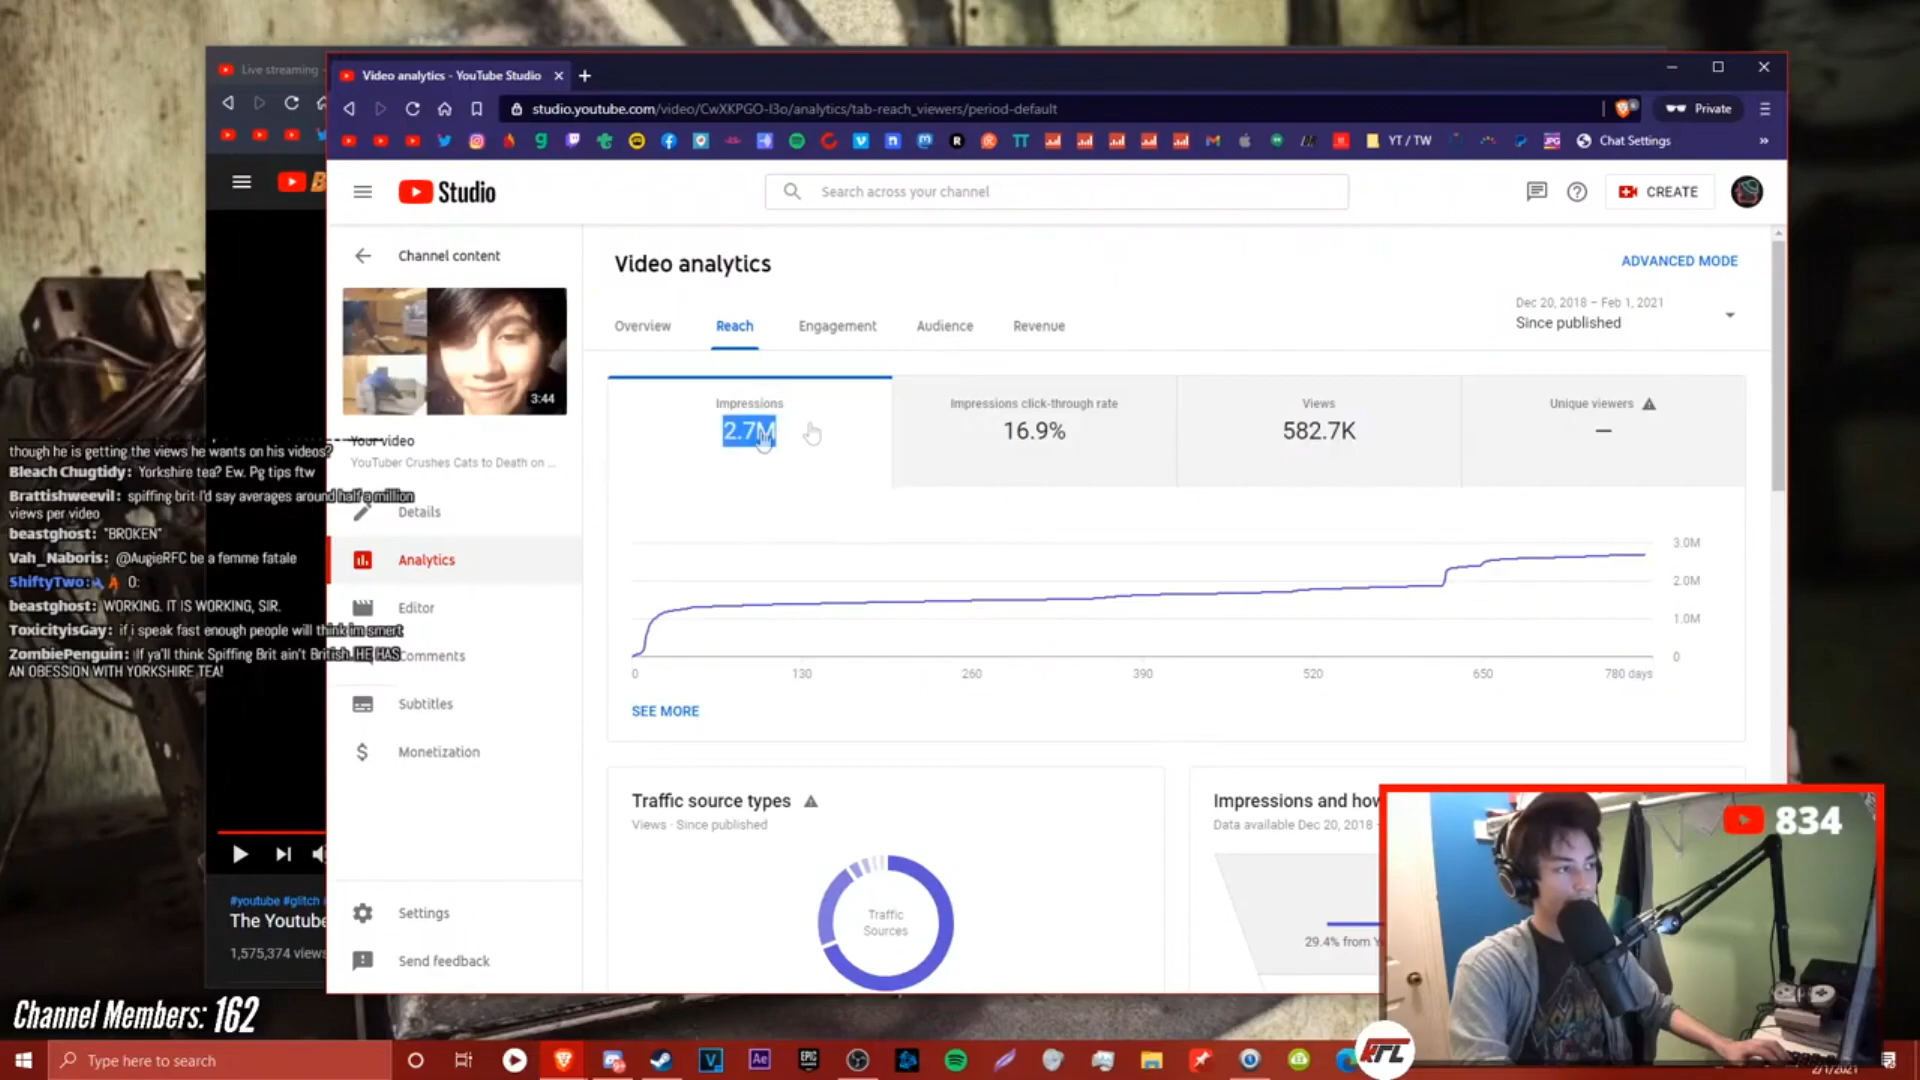 Live streaming
Video analytics - YouTube Studio
studio.youtube.com/video/CwXKPGO-I3o/analytics/tab-reach_viewers/period-default
Private
YT / TW
Chat Settings
Studio
Search across your channel
CREATE
Channel content
3:44
Your video
YouTuber Crushes Cats to Death on ...
Details
Analytics
Editor
Comments
Subtitles
Monetization
Settings
Send feedback
Video analytics
ADVANCED MODE
Overview
Reach
Engagement
Audience
Revenue
Dec 20, 2018 – Feb 1, 2021
Since published
Impressions
2.7M
Impressions click-through rate
16.9%
Views
582.7K
Unique viewers
—
3.0M
2.0M
1.0M
0
0
130
260
390
520
650
780 days
SEE MORE
Traffic source types
Views · Since published
Traffic
Sources
Impressions and how
Data available Dec 20, 2018 -
29.4% from Y
though he is getting the views he wants on his videos?
Bleach Chugtidy: Yorkshire tea? Ew. Pg tips ftw
Brattishweevil: spiffing brit I'd say averages around half a million
views per video
beastghost: "BROKEN"
Vah_Naboris: @AugieRFC be a femme fatale
ShiftyTwo: O:
beastghost: WORKING. IT IS WORKING, SIR.
ToxicityisGay: if i speak fast enough people will think im smert
ZombiePenguin: If ya'll think Spiffing Brit ain't British. HE HAS
AN OBESSION WITH YORKSHIRE TEA!
#youtube #glitch
The Youtube
1,575,374 views
834
Channel Members: 162
Type here to search
RFC
2/1/2021